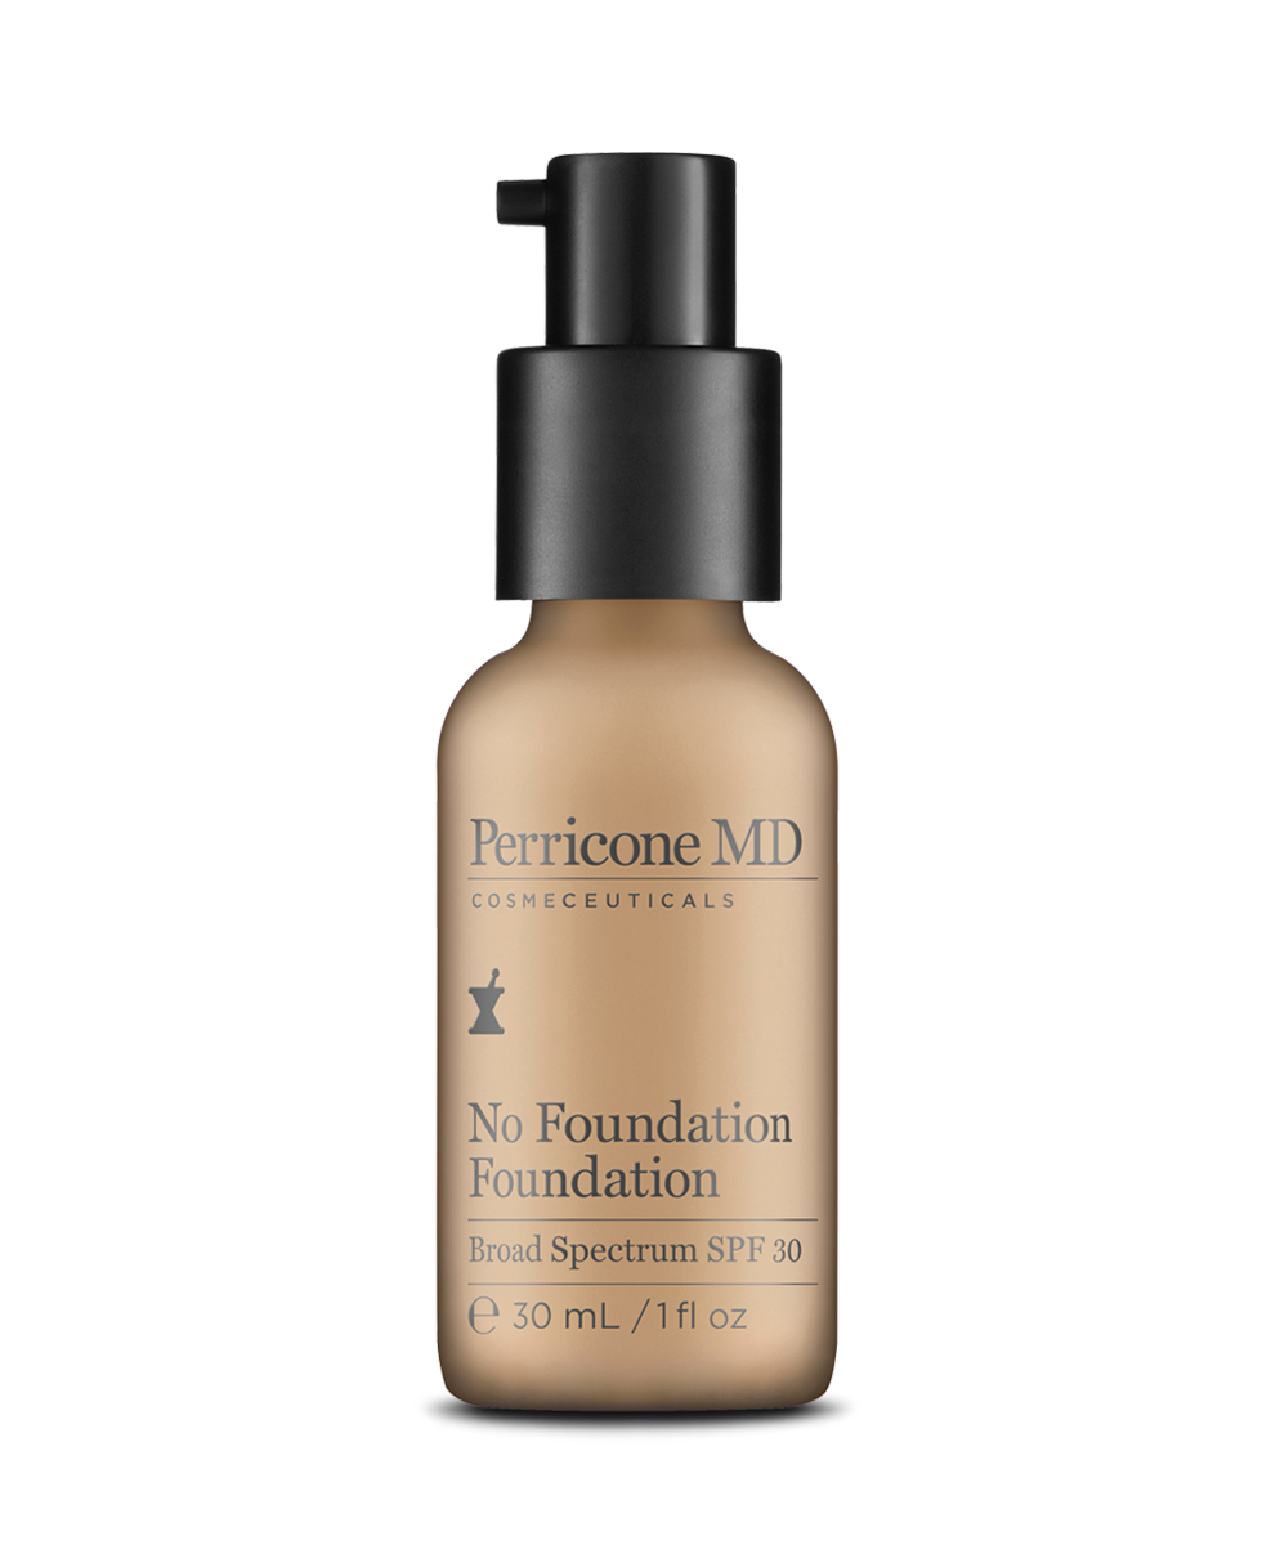 Perricone MD
COSMECEUTICALS
No Foundation
Foundation
Broad Spectrum SPF 30
℮ 30 mL / 1 fl oz